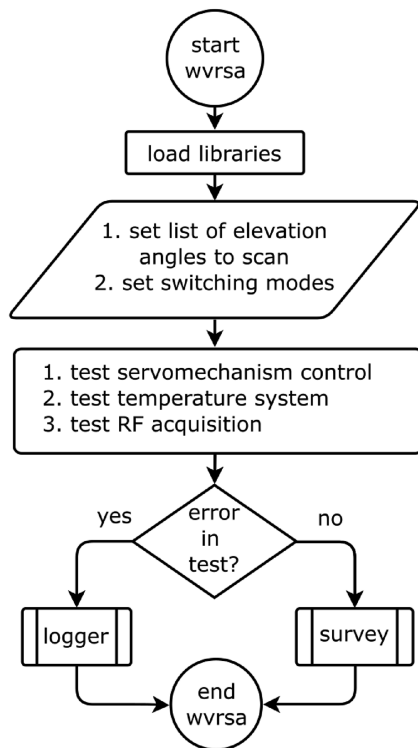 start
wvrsa
load libraries
1. set list of elevation
angles to scan
2. set switching modes
1. test servomechanism control
2. test temperature system
3. test RF acquisition
yes
error
in
test?
no
logger
survey
end
wvrsa